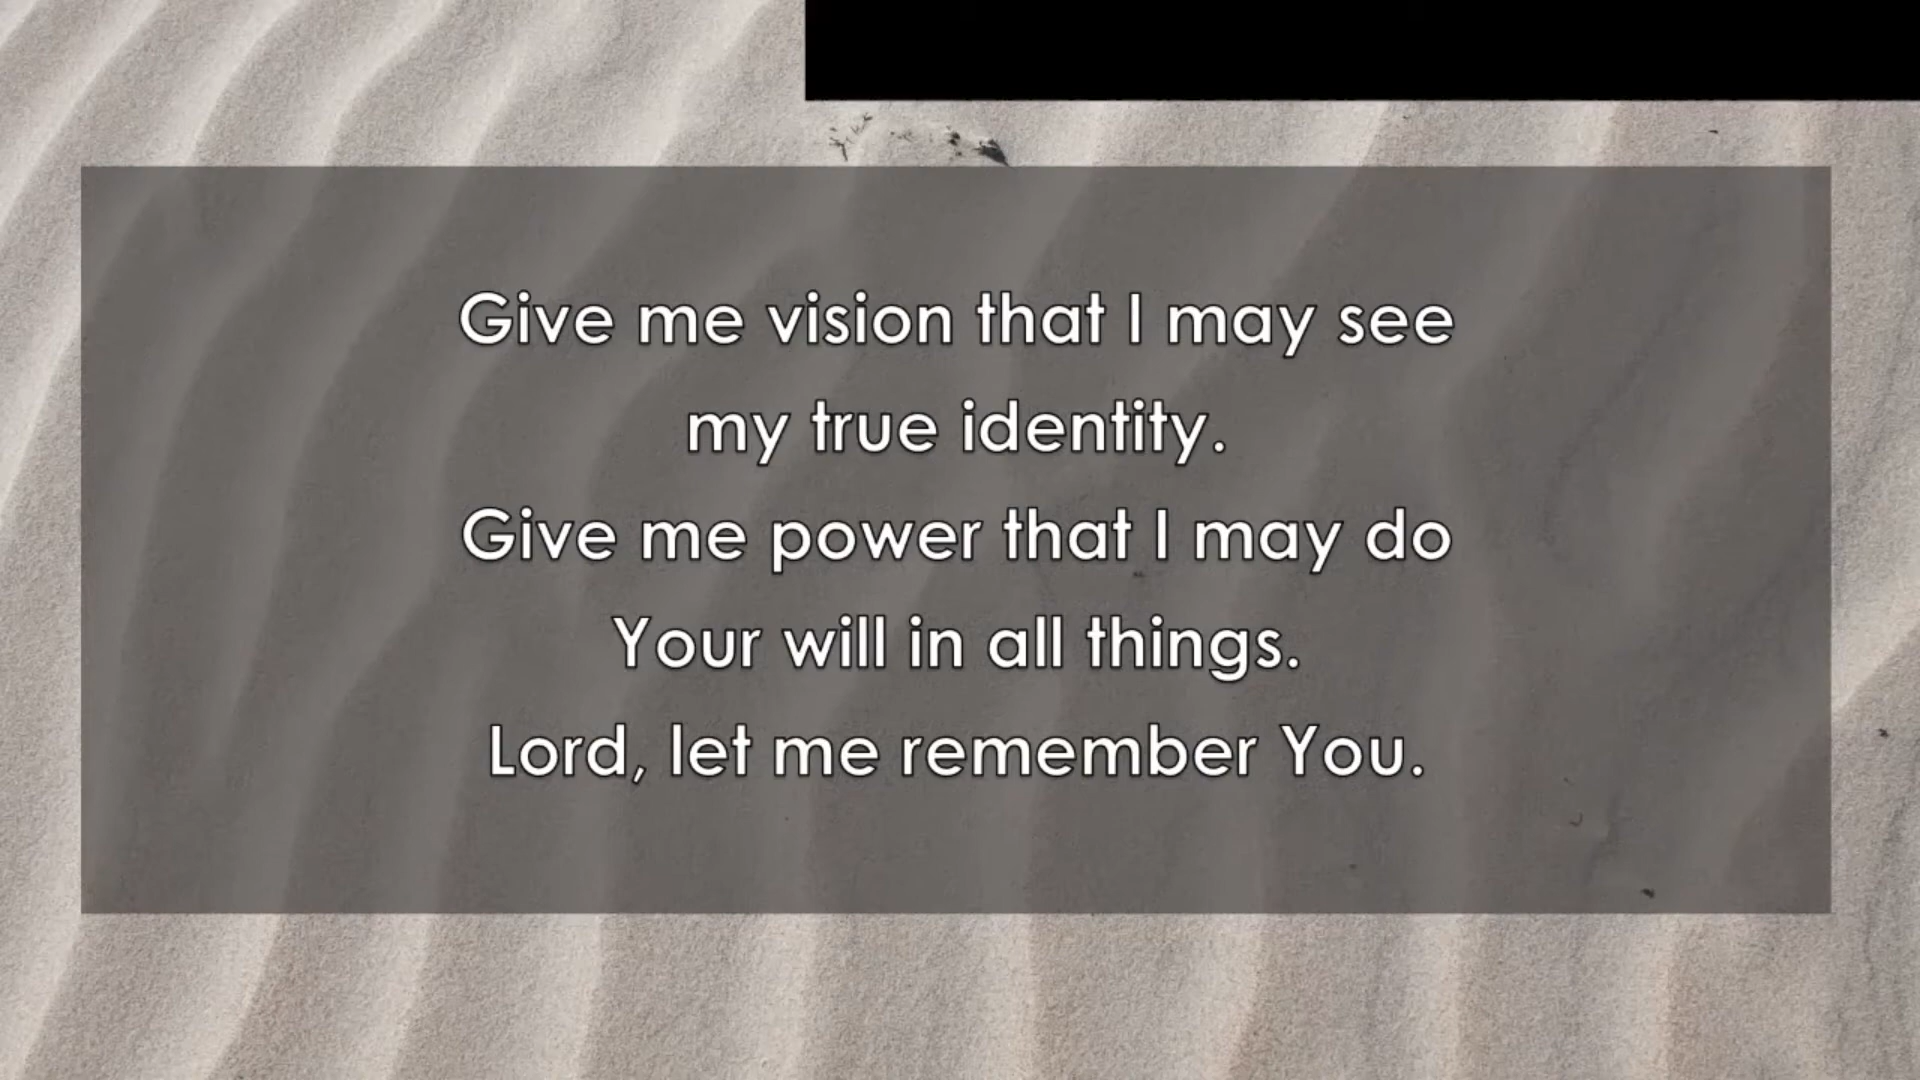 Give me vision that I may see
my true identity.
Give me power that I may do
Your will in all things.
Lord, let me remember You.